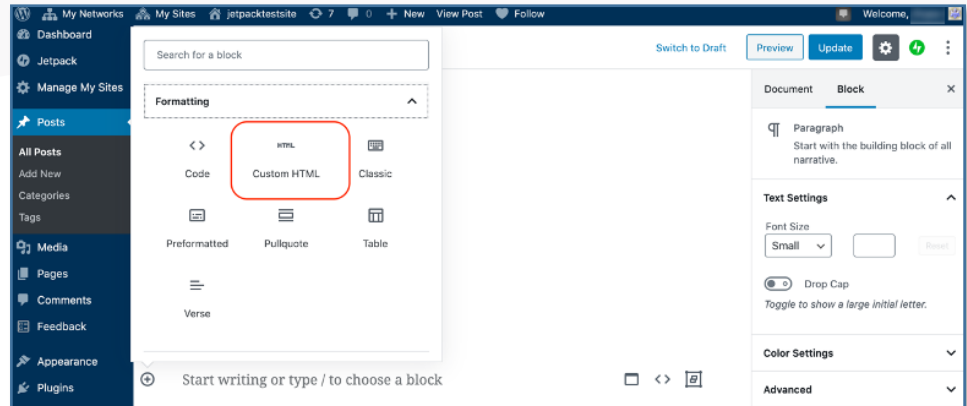 My Networks My Sites jetpacktestsite 7 0 New View Post Follow Welcome,
Dashboard
Jetpack
Manage My Sites
Posts
All Posts
Add New
Categories
Tags
Media
Pages
Comments
Feedback
Appearance
Plugins
Search for a block
Formatting
Code
HTML
Custom HTML
Classic
Preformatted
Pullquote
Table
Verse
Start writing or type / to choose a block
Switch to Draft Preview Update
Document Block
Paragraph
Start with the building block of all
narrative.
Text Settings
Font Size
Small Reset
Drop Cap
Toggle to show a large initial letter.
Color Settings
Advanced